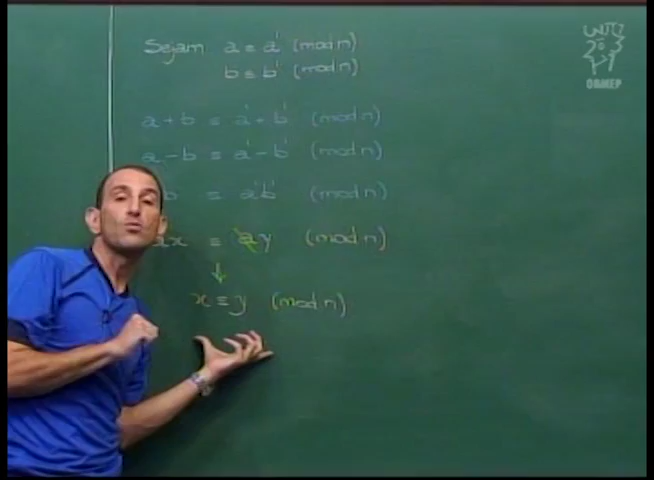 Sejam a ≡ a' (mod n)
b ≡ b' (mod n)
a + b ≡ a' + b' (mod n)
a - b ≡ a' - b' (mod n)
b ≡ a'b' (mod n)
ax ≡ ay (mod n)
↓
x ≡ y (mod n)
OBMEP